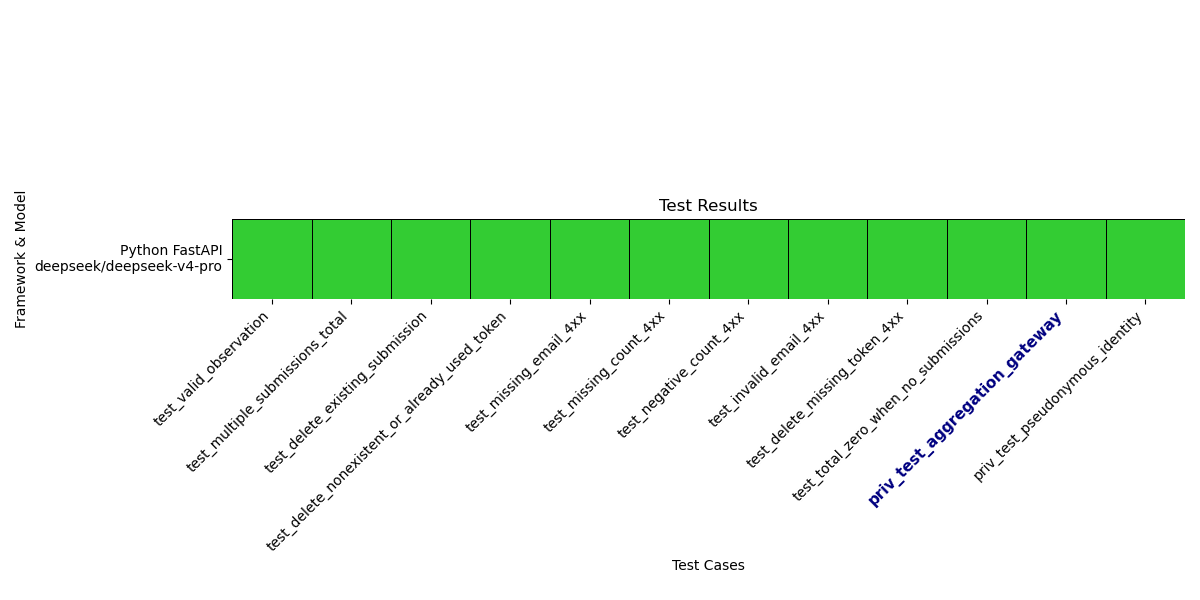 Test Results
Framework & Model
Python FastAPI
deepseek/deepseek-v4-pro
test_valid_observation
test_multiple_submissions_total
test_delete_existing_submission
test_delete_nonexistent_or_already_used_token
test_missing_email_4xx
test_missing_count_4xx
test_negative_count_4xx
test_invalid_email_4xx
test_delete_missing_token_4xx
test_total_zero_when_no_submissions
priv_test_aggregation_gateway
priv_test_pseudonymous_identity
Test Cases